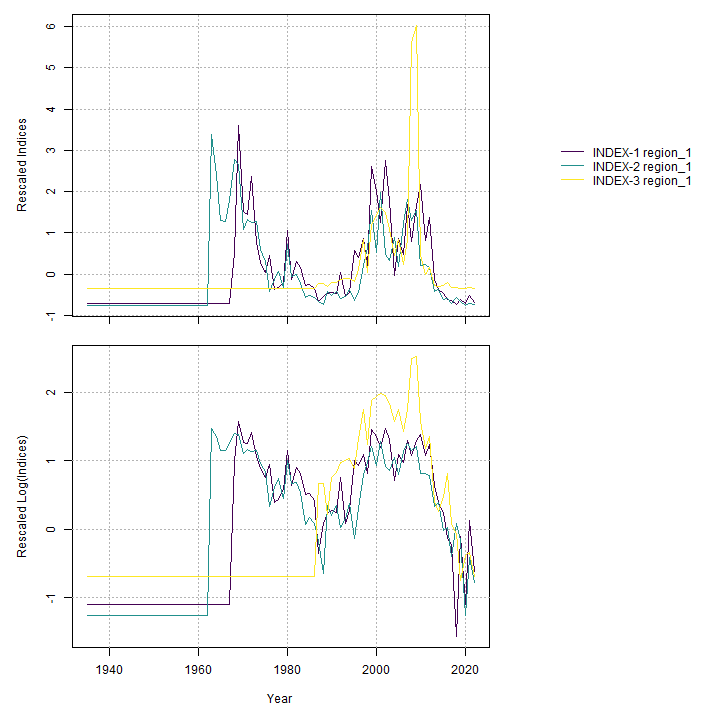 6
5
4
3
2
1
0
-1
Rescaled Indices
INDEX-1 region_1
INDEX-2 region_1
INDEX-3 region_1
2
1
0
-1
Rescaled Log(Indices)
1940 1960 1980 2000 2020
Year